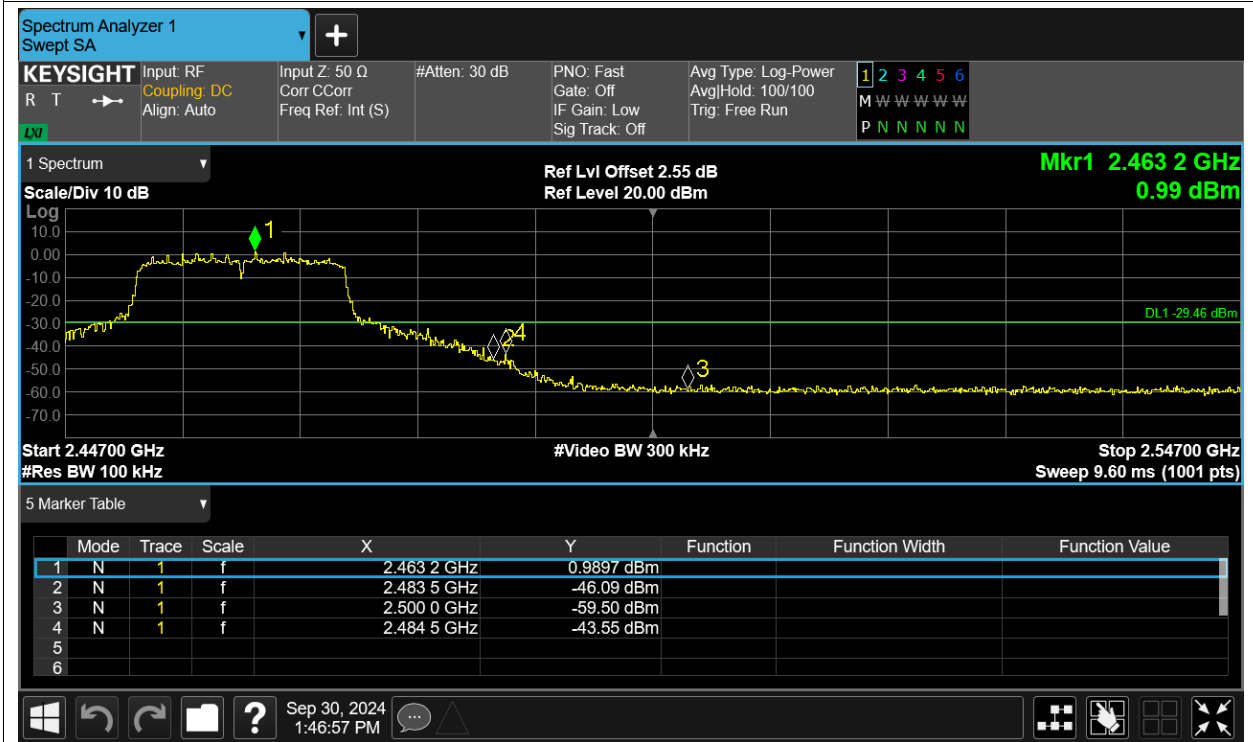 Spectrum Analyzer 1
Swept SA
+
KEYSIGHT Input: RF Input Z: 50 Ω #Atten: 30 dB PNO: Fast Avg Type: Log-Power 1 2 3 4 5 6
R T Coupling: DC Corr CCorr Gate: Off Avg|Hold: 100/100 M W W W W W
Align: Auto Freq Ref: Int (S) IF Gain: Low Trig: Free Run
LXI Sig Track: Off P N N N N N
1 Spectrum Ref Lvl Offset 2.55 dB Mkr1 2.463 2 GHz
Scale/Div 10 dB Ref Level 20.00 dBm 0.99 dBm
Log
10.0 1
0.00
-10.0
-20.0
-30.0 DL1 -29.46 dBm
-40.0 2 4
-50.0 3
-60.0
-70.0
Start 2.44700 GHz #Video BW 300 kHz Stop 2.54700 GHz
#Res BW 100 kHz Sweep 9.60 ms (1001 pts)
5 Marker Table
Mode Trace Scale X Y Function Function Width Function Value
1 N 1 f 2.463 2 GHz 0.9897 dBm
2 N 1 f 2.483 5 GHz -46.09 dBm
3 N 1 f 2.500 0 GHz -59.50 dBm
4 N 1 f 2.484 5 GHz -43.55 dBm
5
6
? Sep 30, 2024
1:46:57 PM